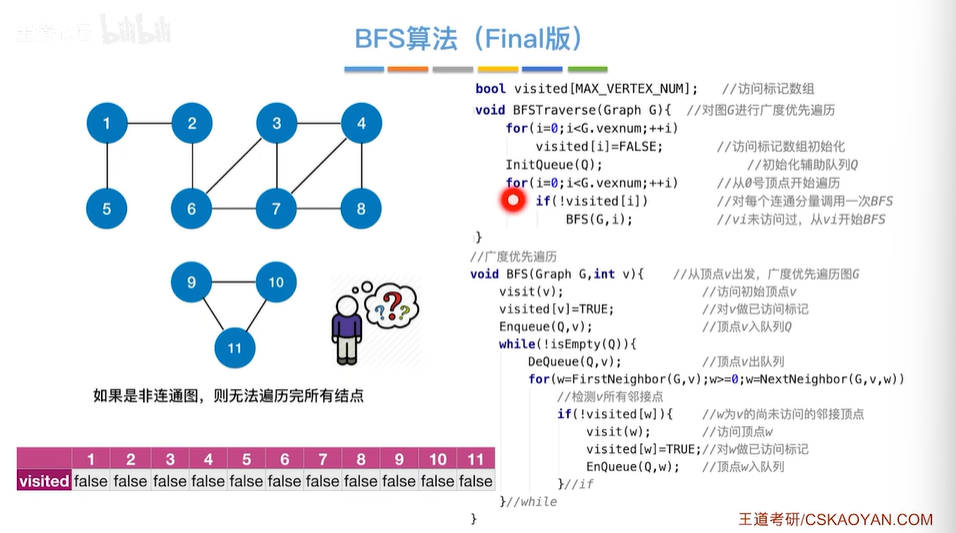 BFS算法（Final版）
1
2
3
4
5
6
7
8
9
10
11
? ? ?
如果是非连通图，则无法遍历完所有结点
1 2 3 4 5 6 7 8 9 10 11
visited false false false false false false false false false false false
bool visited[MAX_VERTEX_NUM]; //访问标记数组
void BFSTraverse(Graph G){ //对图G进行广度优先遍历
for(i=0;i<G.vexnum;++i)
visited[i]=FALSE; //访问标记数组初始化
InitQueue(Q); //初始化辅助队列Q
for(i=0;i<G.vexnum;++i) //从0号顶点开始遍历
if(!visited[i]) //对每个连通分量调用一次BFS
BFS(G,i); //vi未访问过，从vi开始BFS
}
//广度优先遍历
void BFS(Graph G,int v){ //从顶点v出发，广度优先遍历图G
visit(v); //访问初始顶点v
visited[v]=TRUE; //对v做已访问标记
Enqueue(Q,v); //顶点v入队列Q
while(!isEmpty(Q)){
DeQueue(Q,v); //顶点v出队列
for(w=FirstNeighbor(G,v);w>=0;w=NextNeighbor(G,v,w))
//检测v所有邻接点
if(!visited[w]){ //w为v的尚未访问的邻接顶点
visit(w); //访问顶点w
visited[w]=TRUE;//对w做已访问标记
EnQueue(Q,w); //顶点w入队列
}//if
}//while
}
王道考研/CSKAOYAN.COM